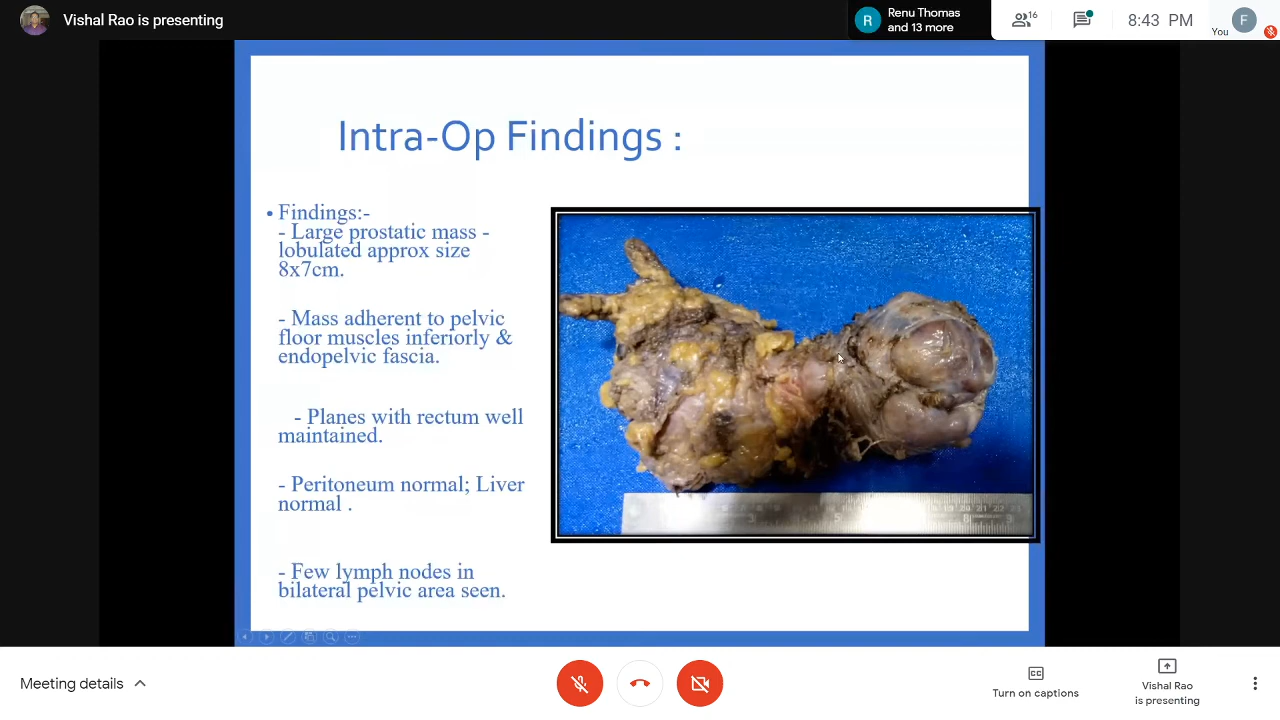 Vishal Rao is presenting
R
Renu Thomas
and 13 more
16
8:43 PM
You
F
Intra-Op Findings :
• Findings:-
- Large prostatic mass -
lobulated approx size
8x7cm.
- Mass adherent to pelvic
floor muscles inferiorly &
endopelvic fascia.
- Planes with rectum well
maintained.
- Peritoneum normal; Liver
normal .
- Few lymph nodes in
bilateral pelvic area seen.
Meeting details
CC
Turn on captions
Vishal Rao
is presenting